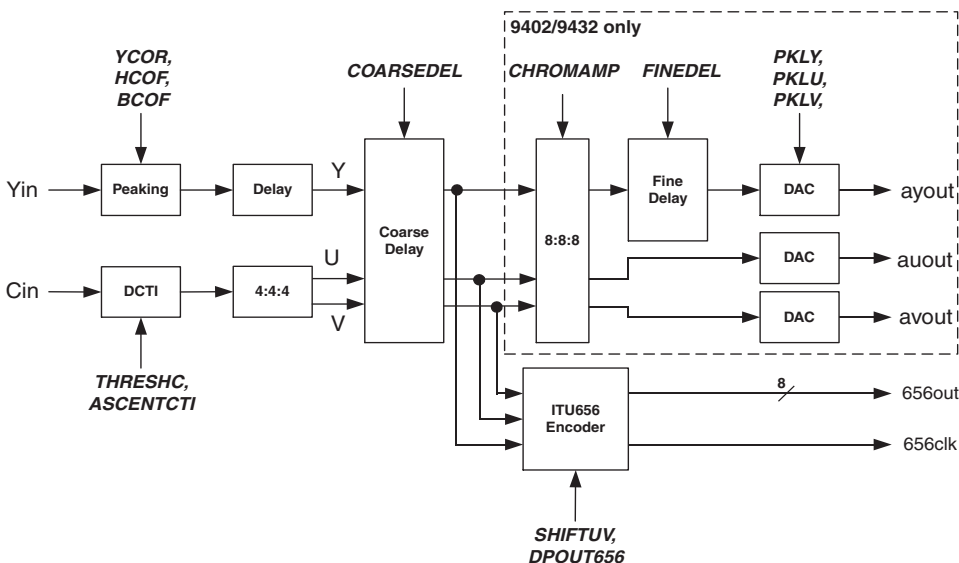 9402/9432 only
YCOR,
HCOF,
BCOF
COARSEDEL
CHROMAMP
FINEDEL
PKLY,
PKLU,
PKLV,
Yin
Peaking
Delay
Y
Coarse
Delay
8:8:8
Fine
Delay
DAC
ayout
Cin
DCTI
4:4:4
U
V
DAC
auout
DAC
avout
THRESHC,
ASCENTCTI
ITU656
Encoder
8
656out
656clk
SHIFTUV,
DPOUT656